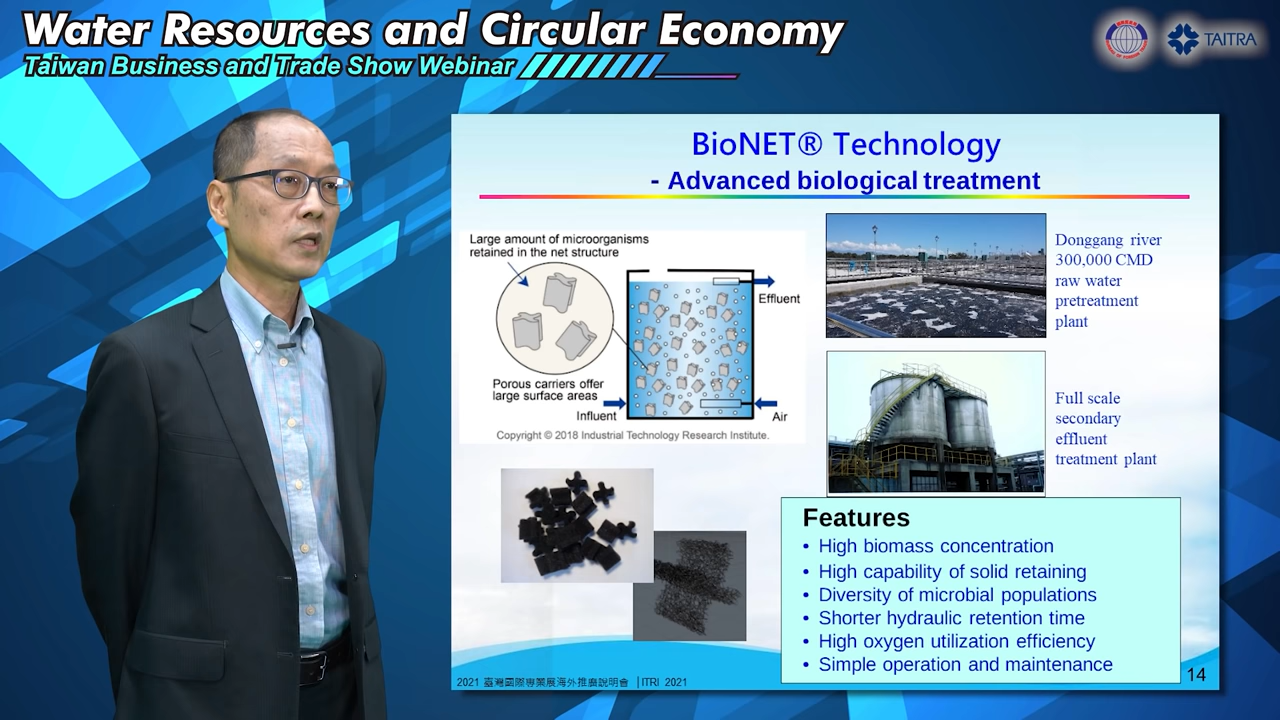 Water Resources and Circular Economy
Taiwan Business and Trade Show Webinar
TAITRA
BioNET® Technology
- Advanced biological treatment
Large amount of microorganisms
retained in the net structure
Effluent
Porous carriers offer
large surface areas
Influent
Air
Copyright © 2018 Industrial Technology Research Institute.
Donggang river
300,000 CMD
raw water
pretreatment
plant
Full scale
secondary
effluent
treatment plant
Features
• High biomass concentration
• High capability of solid retaining
• Diversity of microbial populations
• Shorter hydraulic retention time
• High oxygen utilization efficiency
• Simple operation and maintenance
2021 臺灣國際專業展海外推廣說明會 | ITRI 2021
14